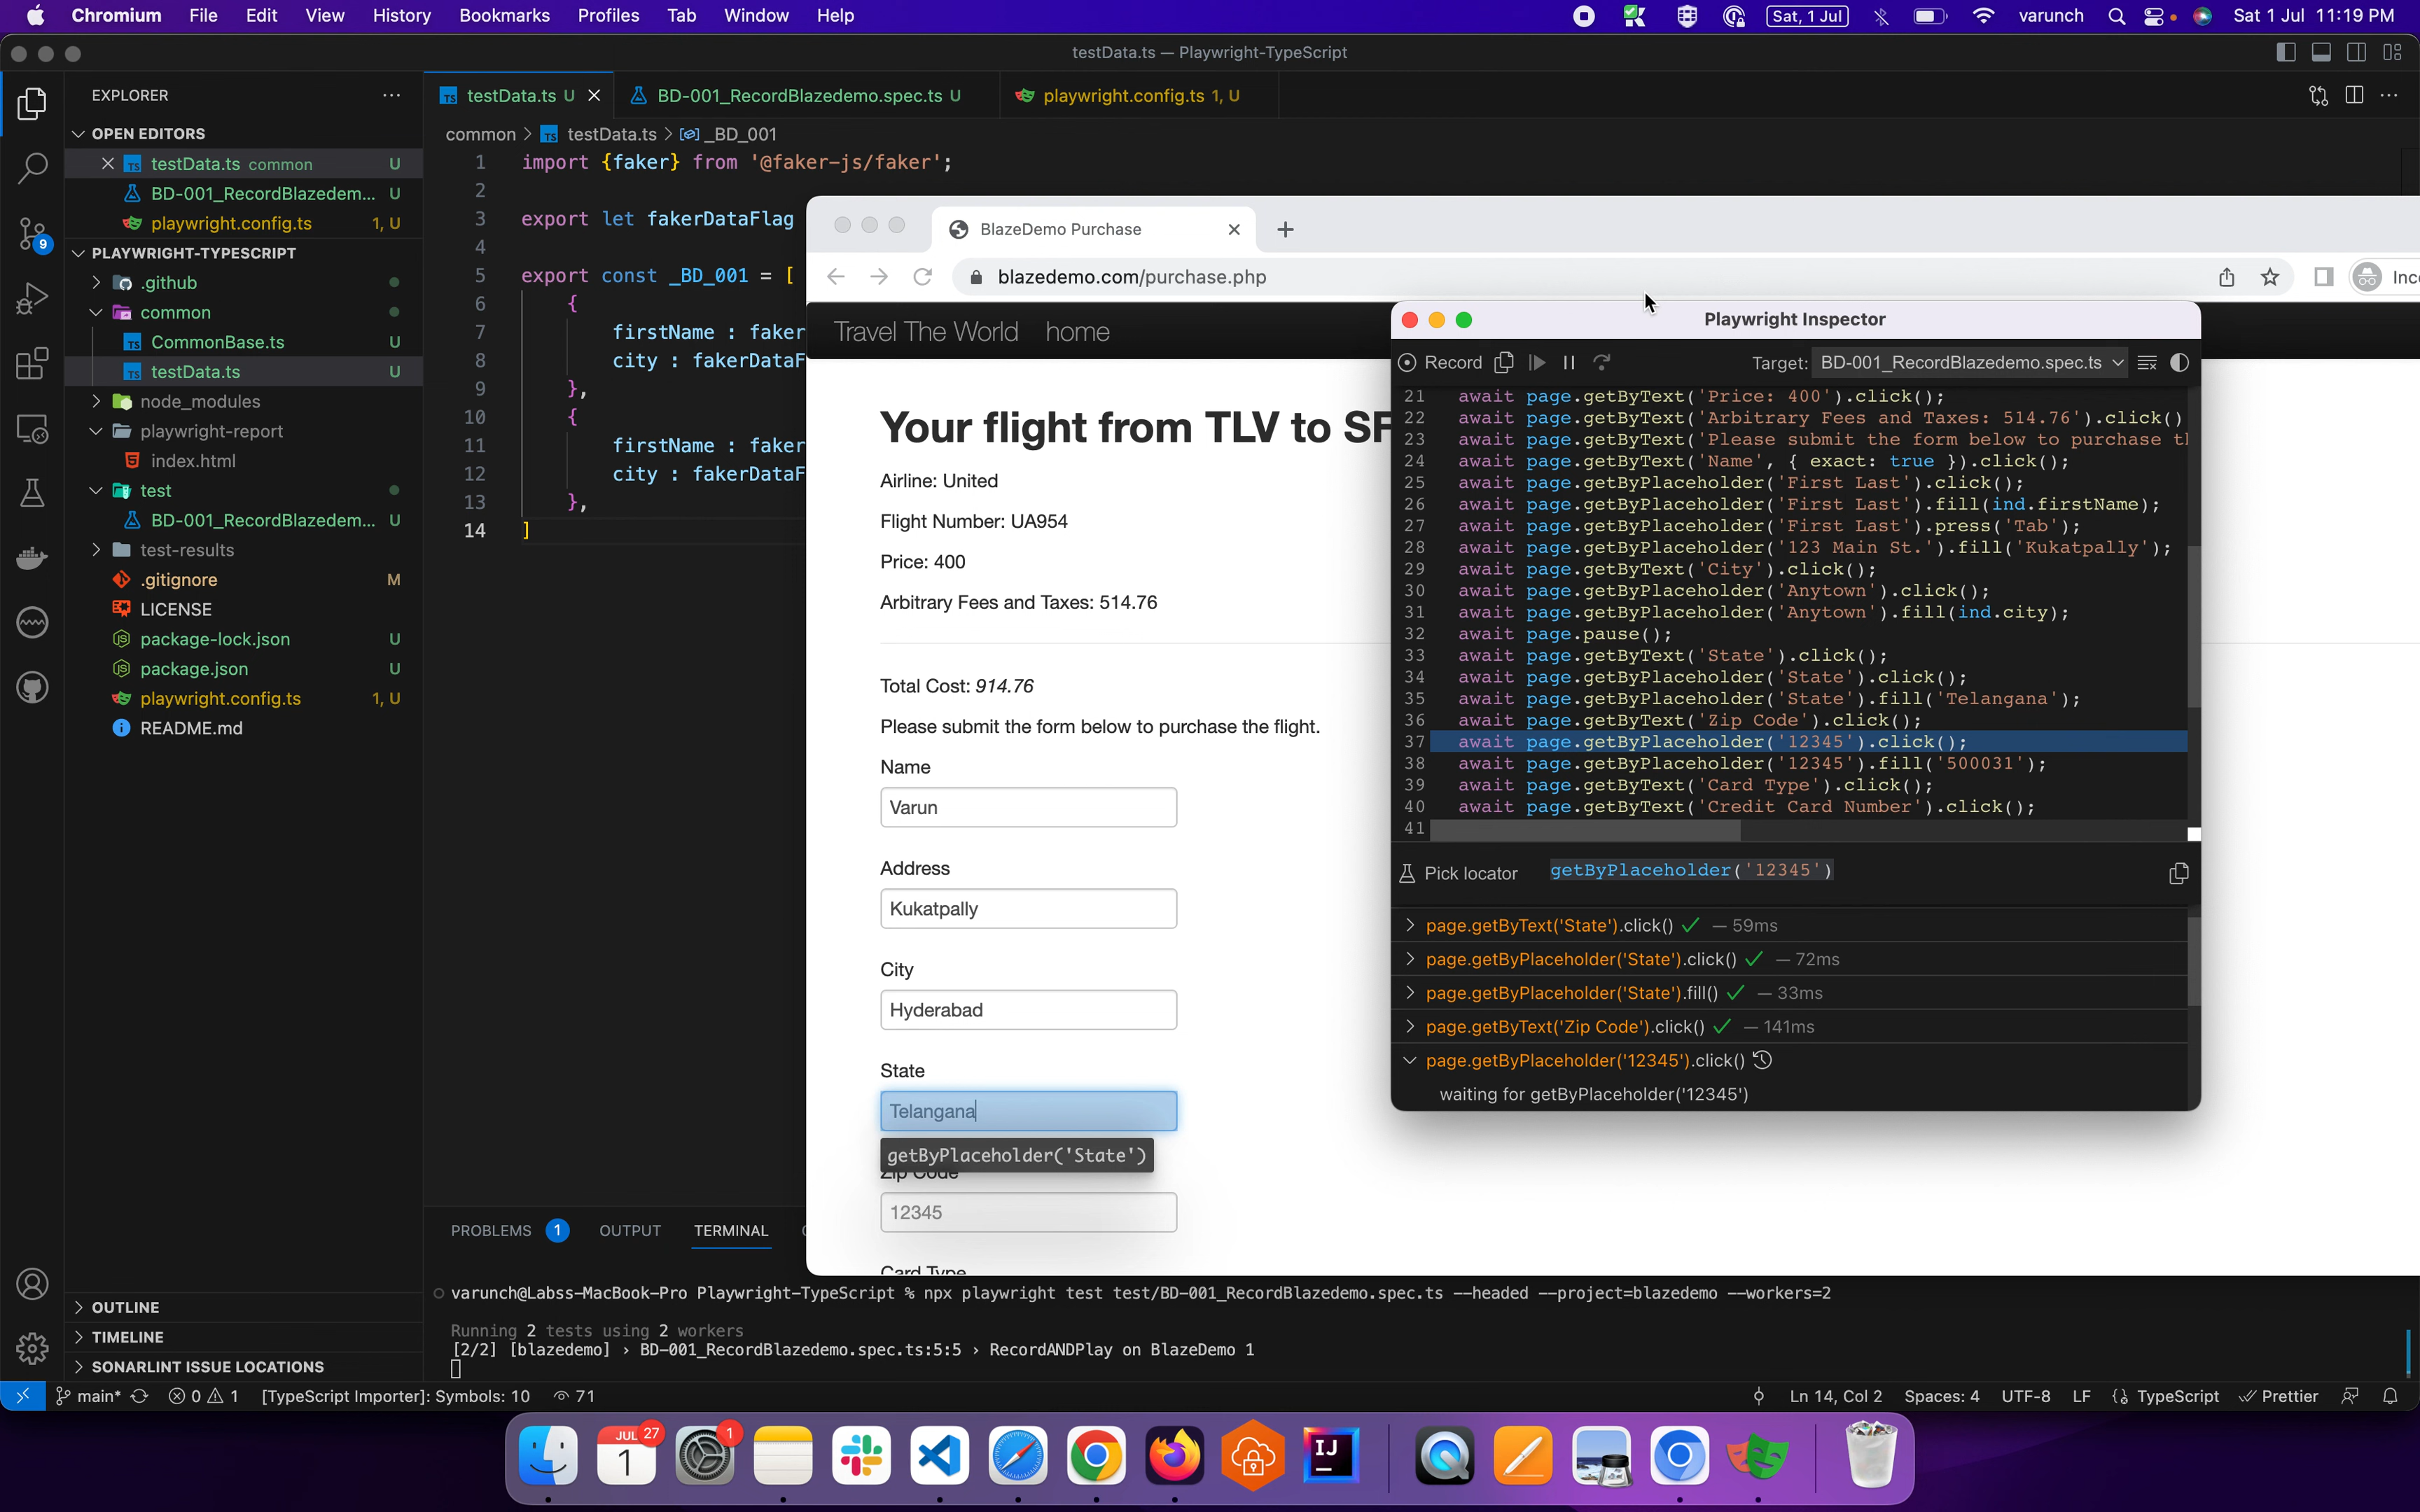 Chromium File Edit View History Bookmarks Profiles Tab Window Help
Sat, 1 Jul varunch Sat 1 Jul 11:19 PM
testData.ts — Playwright-TypeScript
EXPLORER
testData.ts U
BD-001_RecordBlazedemo.spec.ts U
playwright.config.ts 1, U
OPEN EDITORS
testData.ts common U
BD-001_RecordBlazedem... U
playwright.config.ts 1, U
9
PLAYWRIGHT-TYPESCRIPT
.github
common
CommonBase.ts U
testData.ts U
node_modules
playwright-report
index.html
test
BD-001_RecordBlazedem... U
test-results
.gitignore M
LICENSE
package-lock.json U
package.json U
playwright.config.ts 1, U
README.md
OUTLINE
TIMELINE
SONARLINT ISSUE LOCATIONS
common > testData.ts > _BD_001
1 import {faker} from '@faker-js/faker';
2
3 export let fakerDataFlag
4
5 export const _BD_001 = [
6 {
7 firstName : faker
8 city : fakerDataF
9 },
10 {
11 firstName : faker
12 city : fakerDataF
13 },
14 ]
BlazeDemo Purchase
blazedemo.com/purchase.php
Travel The World home
Your flight from TLV to SF
Airline: United
Flight Number: UA954
Price: 400
Arbitrary Fees and Taxes: 514.76
Total Cost: 914.76
Please submit the form below to purchase the flight.
Name
Varun
Address
Kukatpally
City
Hyderabad
State
Telangana
getByPlaceholder('State')
Zip Code
12345
Card Type
Playwright Inspector
Record
Target: BD-001_RecordBlazedemo.spec.ts
21 await page.getByText('Price: 400').click();
22 await page.getByText('Arbitrary Fees and Taxes: 514.76').click()
23 await page.getByText('Please submit the form below to purchase t
24 await page.getByText('Name', { exact: true }).click();
25 await page.getByPlaceholder('First Last').click();
26 await page.getByPlaceholder('First Last').fill(ind.firstName);
27 await page.getByPlaceholder('First Last').press('Tab');
28 await page.getByPlaceholder('123 Main St.').fill('Kukatpally');
29 await page.getByText('City').click();
30 await page.getByPlaceholder('Anytown').click();
31 await page.getByPlaceholder('Anytown').fill(ind.city);
32 await page.pause();
33 await page.getByText('State').click();
34 await page.getByPlaceholder('State').click();
35 await page.getByPlaceholder('State').fill('Telangana');
36 await page.getByText('Zip Code').click();
37 await page.getByPlaceholder('12345').click();
38 await page.getByPlaceholder('12345').fill('500031');
39 await page.getByText('Card Type').click();
40 await page.getByText('Credit Card Number').click();
41
Pick locator getByPlaceholder('12345')
page.getByText('State').click() ✓ — 59ms
page.getByPlaceholder('State').click() ✓ — 72ms
page.getByPlaceholder('State').fill() ✓ — 33ms
page.getByText('Zip Code').click() ✓ — 141ms
page.getByPlaceholder('12345').click()
waiting for getByPlaceholder('12345')
PROBLEMS 1 OUTPUT TERMINAL
varunch@Labss-MacBook-Pro Playwright-TypeScript % npx playwright test test/BD-001_RecordBlazedemo.spec.ts --headed --project=blazedemo --workers=2
Running 2 tests using 2 workers
[2/2] [blazedemo] › BD-001_RecordBlazedemo.spec.ts:5:5 › RecordANDPlay on BlazeDemo 1
main* 0 1 [TypeScript Importer]: Symbols: 10 71
Ln 14, Col 2 Spaces: 4 UTF-8 LF TypeScript Prettier
JUL 27
1
1
IJ